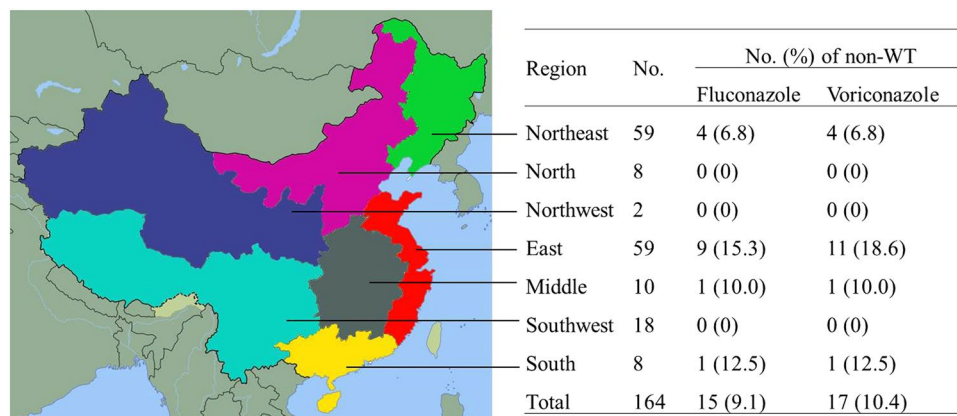 Region No. No. (%) of non-WT
Fluconazole Voriconazole
Northeast 59 4 (6.8) 4 (6.8)
North 8 0 (0) 0 (0)
Northwest 2 0 (0) 0 (0)
East 59 9 (15.3) 11 (18.6)
Middle 10 1 (10.0) 1 (10.0)
Southwest 18 0 (0) 0 (0)
South 8 1 (12.5) 1 (12.5)
Total 164 15 (9.1) 17 (10.4)